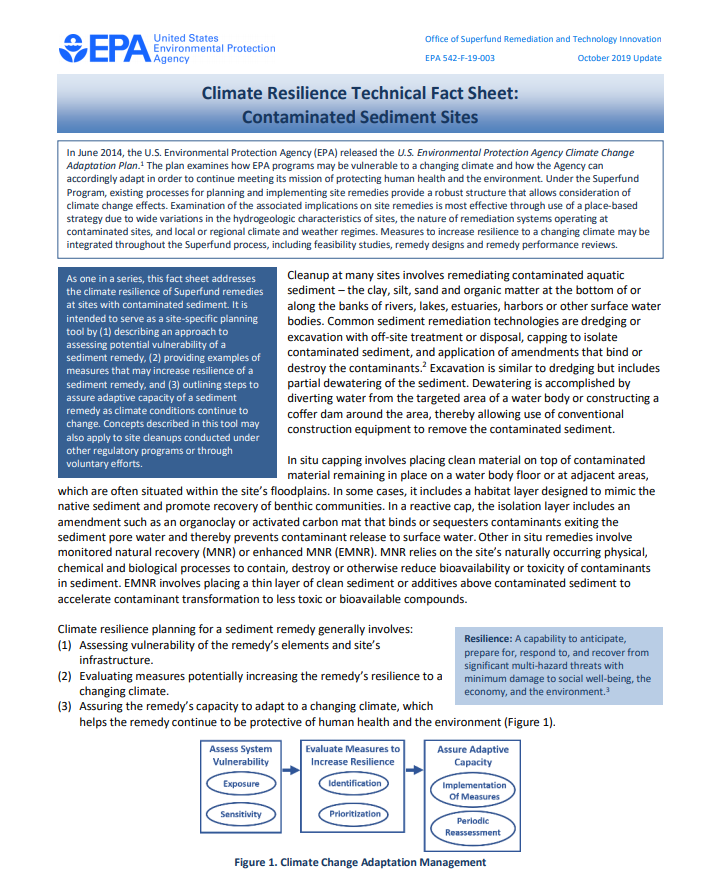 EPA United States
Environmental Protection
Agency
Office of Superfund Remediation and Technology Innovation
EPA 542-F-19-003 October 2019 Update
Climate Resilience Technical Fact Sheet:
Contaminated Sediment Sites
In June 2014, the U.S. Environmental Protection Agency (EPA) released the U.S. Environmental Protection Agency Climate Change
Adaptation Plan.1 The plan examines how EPA programs may be vulnerable to a changing climate and how the Agency can
accordingly adapt in order to continue meeting its mission of protecting human health and the environment. Under the Superfund
Program, existing processes for planning and implementing site remedies provide a robust structure that allows consideration of
climate change effects. Examination of the associated implications on site remedies is most effective through use of a place-based
strategy due to wide variations in the hydrogeologic characteristics of sites, the nature of remediation systems operating at
contaminated sites, and local or regional climate and weather regimes. Measures to increase resilience to a changing climate may be
integrated throughout the Superfund process, including feasibility studies, remedy designs and remedy performance reviews.
As one in a series, this fact sheet addresses
the climate resilience of Superfund remedies
at sites with contaminated sediment. It is
intended to serve as a site-specific planning
tool by (1) describing an approach to
assessing potential vulnerability of a
sediment remedy, (2) providing examples of
measures that may increase resilience of a
sediment remedy, and (3) outlining steps to
assure adaptive capacity of a sediment
remedy as climate conditions continue to
change. Concepts described in this tool may
also apply to site cleanups conducted under
other regulatory programs or through
voluntary efforts.
Cleanup at many sites involves remediating contaminated aquatic
sediment – the clay, silt, sand and organic matter at the bottom of or
along the banks of rivers, lakes, estuaries, harbors or other surface water
bodies. Common sediment remediation technologies are dredging or
excavation with off-site treatment or disposal, capping to isolate
contaminated sediment, and application of amendments that bind or
destroy the contaminants.2 Excavation is similar to dredging but includes
partial dewatering of the sediment. Dewatering is accomplished by
diverting water from the targeted area of a water body or constructing a
coffer dam around the area, thereby allowing use of conventional
construction equipment to remove the contaminated sediment.
In situ capping involves placing clean material on top of contaminated
material remaining in place on a water body floor or at adjacent areas,
which are often situated within the site's floodplains. In some cases, it includes a habitat layer designed to mimic the
native sediment and promote recovery of benthic communities. In a reactive cap, the isolation layer includes an
amendment such as an organoclay or activated carbon mat that binds or sequesters contaminants exiting the
sediment pore water and thereby prevents contaminant release to surface water. Other in situ remedies involve
monitored natural recovery (MNR) or enhanced MNR (EMNR). MNR relies on the site's naturally occurring physical,
chemical and biological processes to contain, destroy or otherwise reduce bioavailability or toxicity of contaminants
in sediment. EMNR involves placing a thin layer of clean sediment or additives above contaminated sediment to
accelerate contaminant transformation to less toxic or bioavailable compounds.
Climate resilience planning for a sediment remedy generally involves:
(1) Assessing vulnerability of the remedy's elements and site's
infrastructure.
(2) Evaluating measures potentially increasing the remedy's resilience to a
changing climate.
(3) Assuring the remedy's capacity to adapt to a changing climate, which
helps the remedy continue to be protective of human health and the environment (Figure 1).
Resilience: A capability to anticipate,
prepare for, respond to, and recover from
significant multi-hazard threats with
minimum damage to social well-being, the
economy, and the environment.3
Assess System
Vulnerability
Exposure
Sensitivity
Evaluate Measures to
Increase Resilience
Identification
Prioritization
Assure Adaptive
Capacity
Implementation
Of Measures
Periodic
Reassessment
Figure 1. Climate Change Adaptation Management